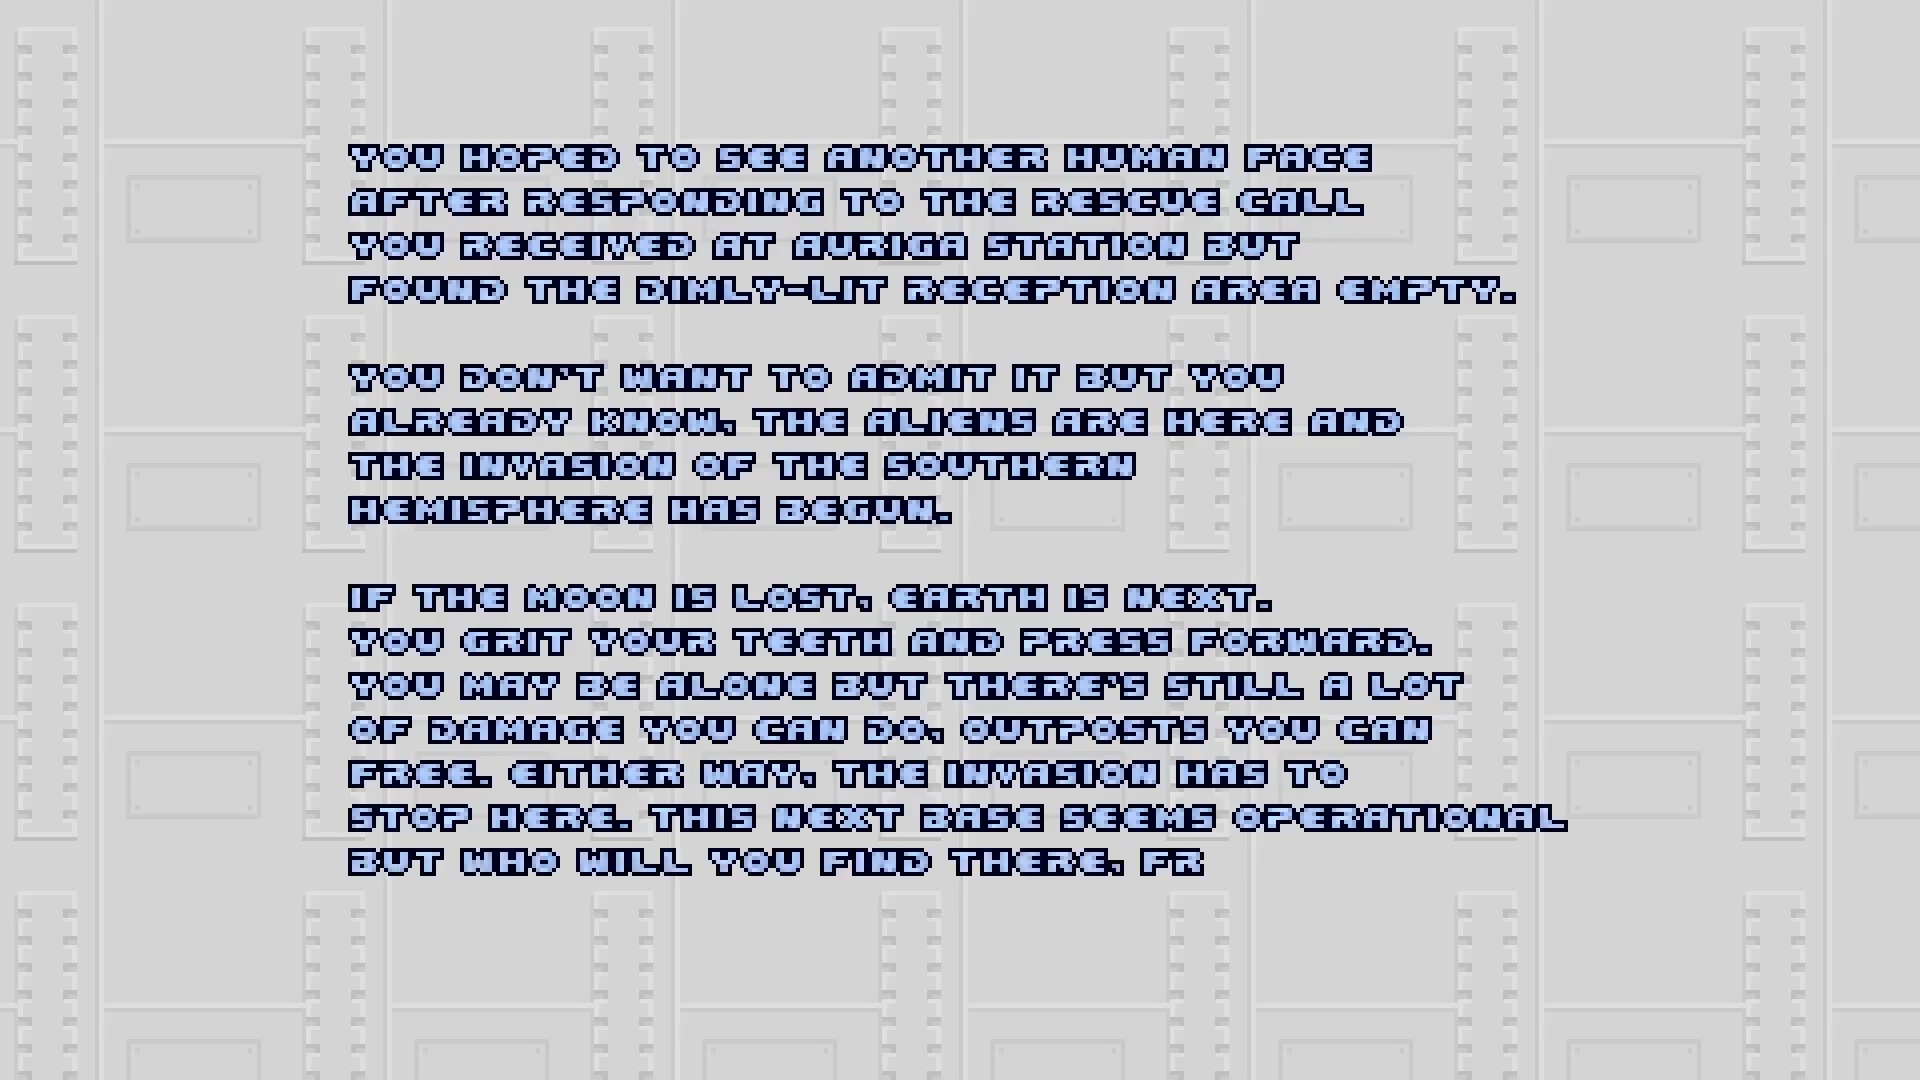 YOU HOPED TO SEE ANOTHER HUMAN FACE
AFTER RESPONDING TO THE RESCUE CALL
YOU RECEIVED AT AURIGA STATION BUT
FOUND THE DIMLY-LIT RECEPTION AREA EMPTY.
YOU DON'T WANT TO ADMIT IT BUT YOU
ALREADY KNOW, THE ALIENS ARE HERE AND
THE INVASION OF THE SOUTHERN
HEMISPHERE HAS BEGUN.
IF THE MOON IS LOST, EARTH IS NEXT.
YOU GRIT YOUR TEETH AND PRESS FORWARD.
YOU MAY BE ALONE BUT THERE'S STILL A LOT
OF DAMAGE YOU CAN DO, OUTPOSTS YOU CAN
FREE. EITHER WAY, THE INVASION HAS TO
STOP HERE. THIS NEXT BASE SEEMS OPERATIONAL
BUT WHO WILL YOU FIND THERE, FR